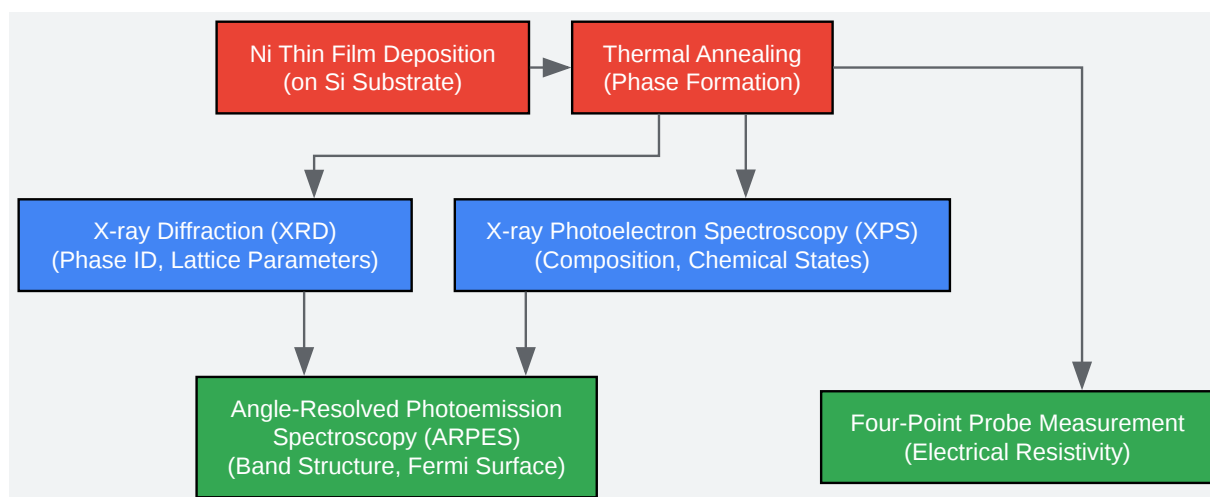 Ni Thin Film Deposition
(on Si Substrate)
Thermal Annealing
(Phase Formation)
X-ray Diffraction (XRD)
(Phase ID, Lattice Parameters)
X-ray Photoelectron Spectroscopy (XPS)
(Composition, Chemical States)
Angle-Resolved Photoemission
Spectroscopy (ARPES)
(Band Structure, Fermi Surface)
Four-Point Probe Measurement
(Electrical Resistivity)